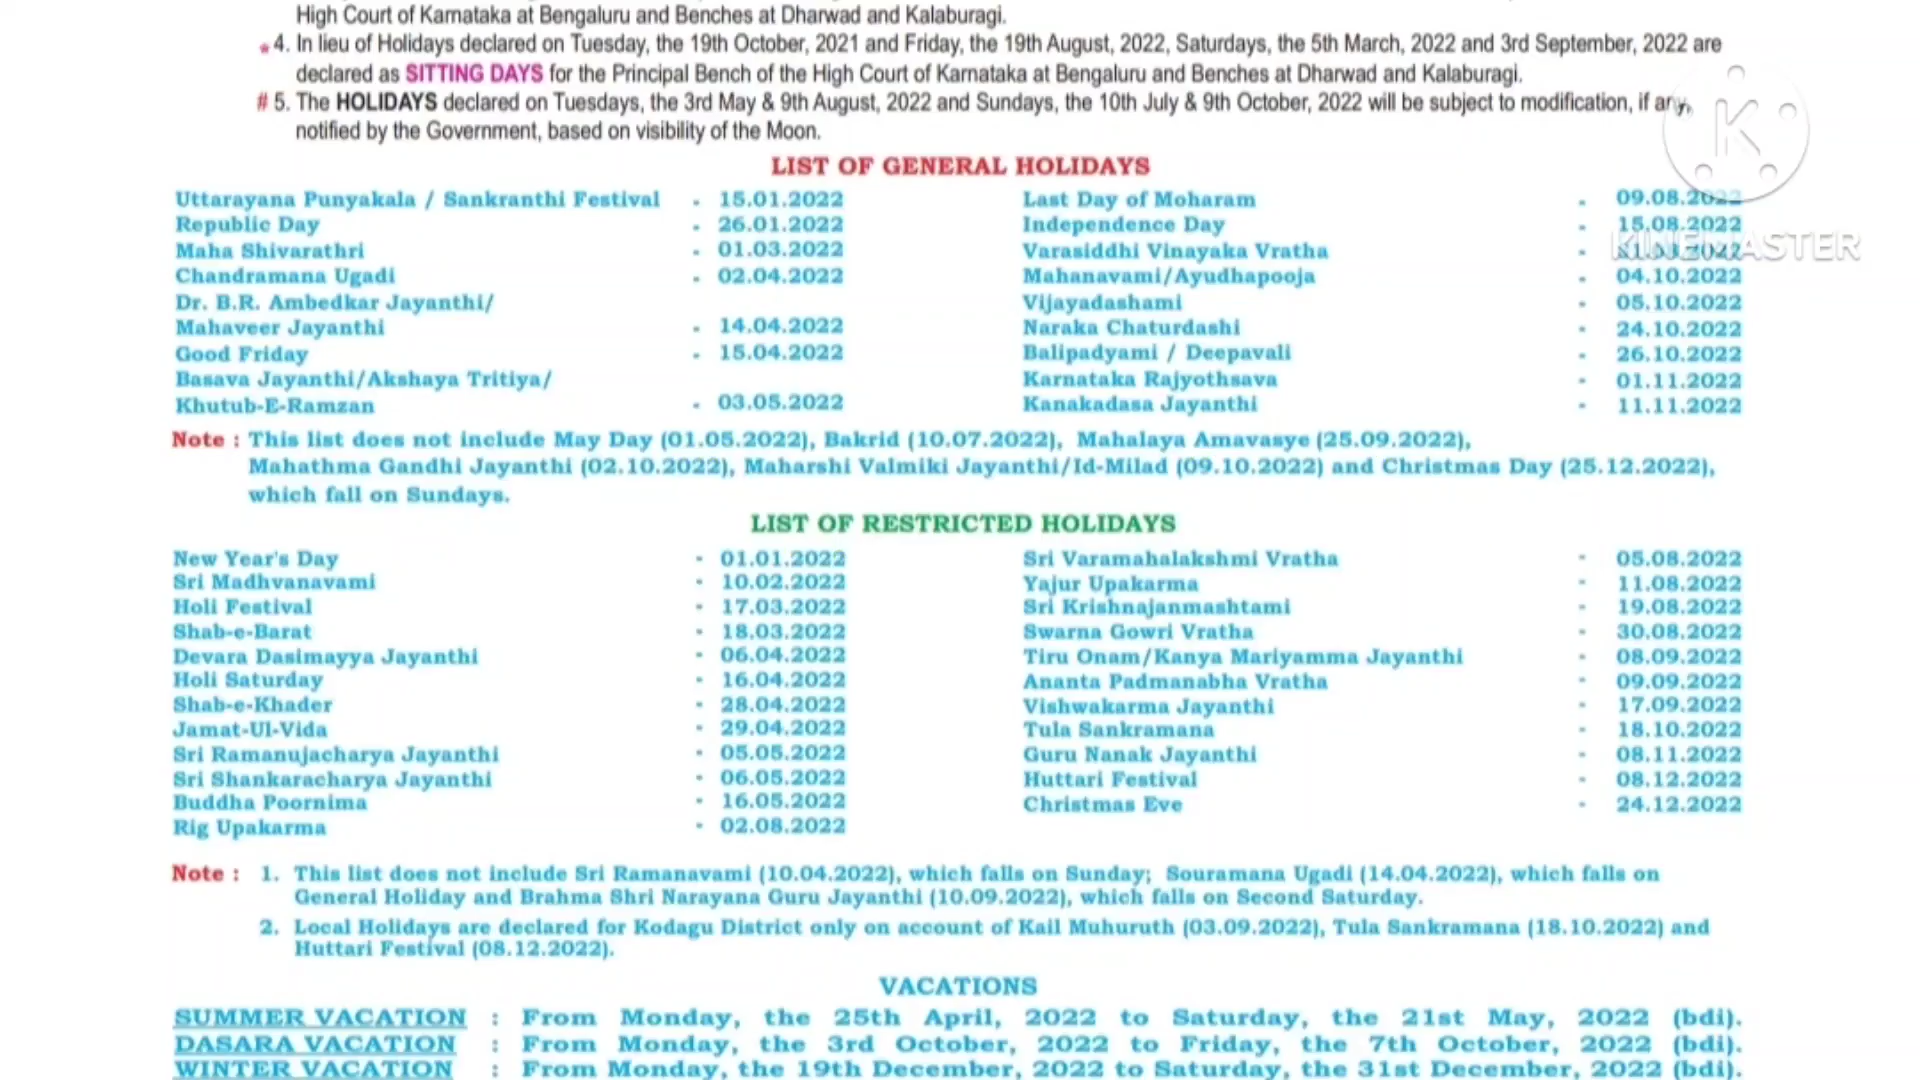 High Court of Karnataka at Bengaluru and Benches at Dharwad and Kalaburagi.
* 4. In lieu of Holidays declared on Tuesday, the 19th October, 2021 and Friday, the 19th August, 2022, Saturdays, the 5th March, 2022 and 3rd September, 2022 are
declared as SITTING DAYS for the Principal Bench of the High Court of Karnataka at Bengaluru and Benches at Dharwad and Kalaburagi.
# 5. The HOLIDAYS declared on Tuesdays, the 3rd May & 9th August, 2022 and Sundays, the 10th July & 9th October, 2022 will be subject to modification, if any,
notified by the Government, based on visibility of the Moon.
LIST OF GENERAL HOLIDAYS
Uttarayana Punyakala / Sankranthi Festival - 15.01.2022
Republic Day - 26.01.2022
Maha Shivarathri - 01.03.2022
Chandramana Ugadi - 02.04.2022
Dr. B.R. Ambedkar Jayanthi/
Mahaveer Jayanthi - 14.04.2022
Good Friday - 15.04.2022
Basava Jayanthi/Akshaya Tritiya/
Khutub-E-Ramzan - 03.05.2022
Last Day of Moharam - 09.08.2022
Independence Day - 15.08.2022
Varasiddhi Vinayaka Vratha -
Mahanavami/Ayudhapooja - 04.10.2022
Vijayadashami - 05.10.2022
Naraka Chaturdashi - 24.10.2022
Balipadyami / Deepavali - 26.10.2022
Karnataka Rajyothsava - 01.11.2022
Kanakadasa Jayanthi - 11.11.2022
K
KINEMASTER
Note : This list does not include May Day (01.05.2022), Bakrid (10.07.2022), Mahalaya Amavasye (25.09.2022),
Mahathma Gandhi Jayanthi (02.10.2022), Maharshi Valmiki Jayanthi/Id-Milad (09.10.2022) and Christmas Day (25.12.2022),
which fall on Sundays.
LIST OF RESTRICTED HOLIDAYS
New Year's Day - 01.01.2022
Sri Madhvanavami - 10.02.2022
Holi Festival - 17.03.2022
Shab-e-Barat - 18.03.2022
Devara Dasimayya Jayanthi - 06.04.2022
Holi Saturday - 16.04.2022
Shab-e-Khader - 28.04.2022
Jamat-Ul-Vida - 29.04.2022
Sri Ramanujacharya Jayanthi - 05.05.2022
Sri Shankaracharya Jayanthi - 06.05.2022
Buddha Poornima - 16.05.2022
Rig Upakarma - 02.08.2022
Sri Varamahalakshmi Vratha - 05.08.2022
Yajur Upakarma - 11.08.2022
Sri Krishnajanmashtami - 19.08.2022
Swarna Gowri Vratha - 30.08.2022
Tiru Onam/Kanya Mariyamma Jayanthi - 08.09.2022
Ananta Padmanabha Vratha - 09.09.2022
Vishwakarma Jayanthi - 17.09.2022
Tula Sankramana - 18.10.2022
Guru Nanak Jayanthi - 08.11.2022
Huttari Festival - 08.12.2022
Christmas Eve - 24.12.2022
Note : 1. This list does not include Sri Ramanavami (10.04.2022), which falls on Sunday; Souramana Ugadi (14.04.2022), which falls on
General Holiday and Brahma Shri Narayana Guru Jayanthi (10.09.2022), which falls on Second Saturday.
2. Local Holidays are declared for Kodagu District only on account of Kail Muhuruth (03.09.2022), Tula Sankramana (18.10.2022) and
Huttari Festival (08.12.2022).
VACATIONS
SUMMER VACATION : From Monday, the 25th April, 2022 to Saturday, the 21st May, 2022 (bdi).
DASARA VACATION : From Monday, the 3rd October, 2022 to Friday, the 7th October, 2022 (bdi).
WINTER VACATION : From Monday, the 19th December, 2022 to Saturday, the 31st December, 2022 (bdi).